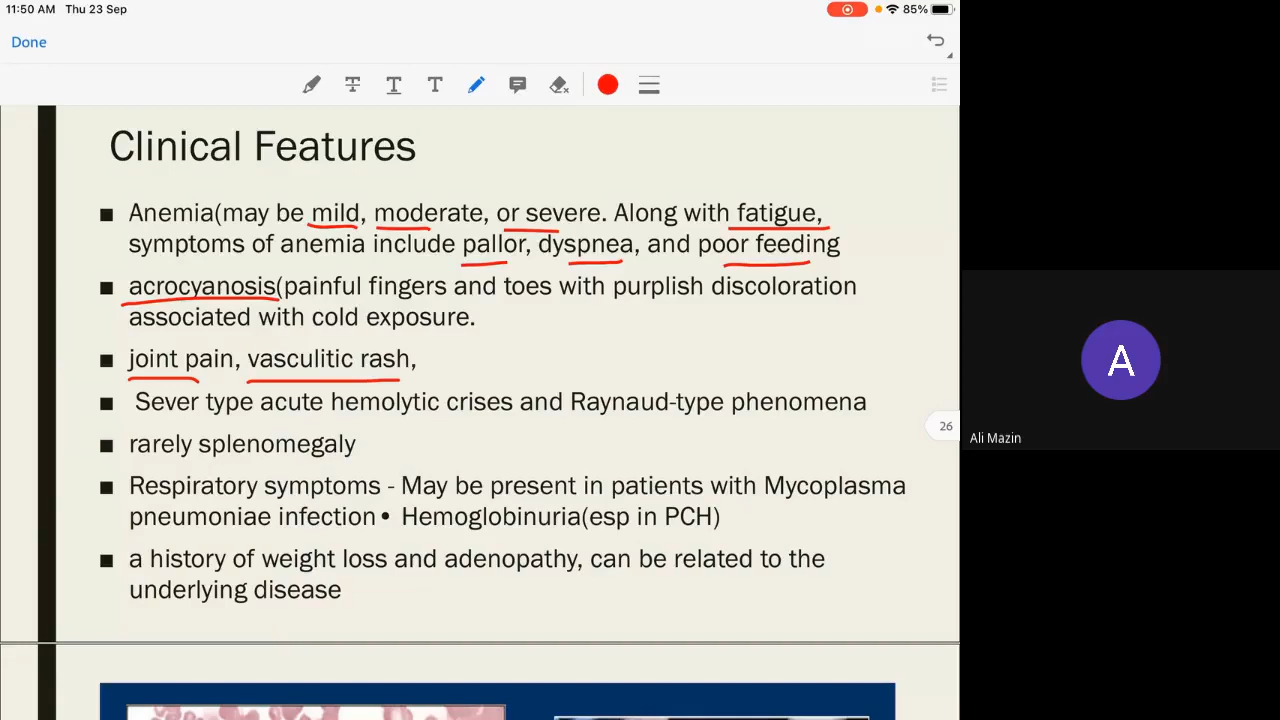 11:50 AM Thu 23 Sep
85%
Done
T T T
Clinical Features
■ Anemia(may be mild, moderate, or severe. Along with fatigue,
symptoms of anemia include pallor, dyspnea, and poor feeding
■ acrocyanosis(painful fingers and toes with purplish discoloration
associated with cold exposure.
■ joint pain, vasculitic rash,
■ Sever type acute hemolytic crises and Raynaud-type phenomena
■ rarely splenomegaly
■ Respiratory symptoms - May be present in patients with Mycoplasma
pneumoniae infection• Hemoglobinuria(esp in PCH)
■ a history of weight loss and adenopathy, can be related to the
underlying disease
26
A
Ali Mazin